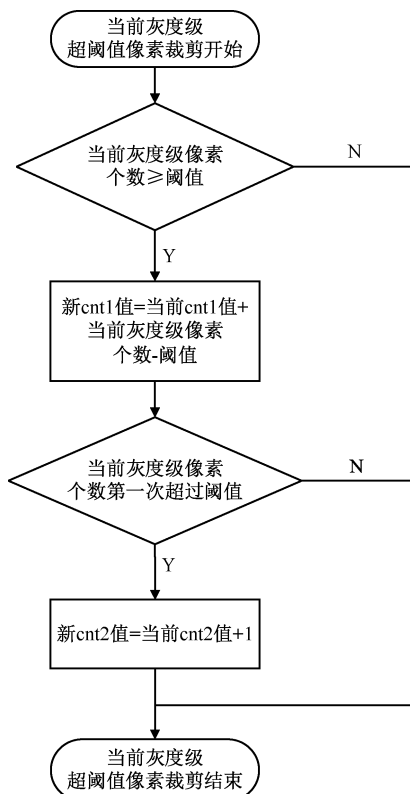 当前灰度级
超阈值像素裁剪开始
当前灰度级像素
个数≥阈值
N
Y
新cnt1值=当前cnt1值+
当前灰度级像素
个数-阈值
当前灰度级像素
个数第一次超过阈值
N
Y
新cnt2值=当前cnt2值+1
当前灰度级
超阈值像素裁剪结束